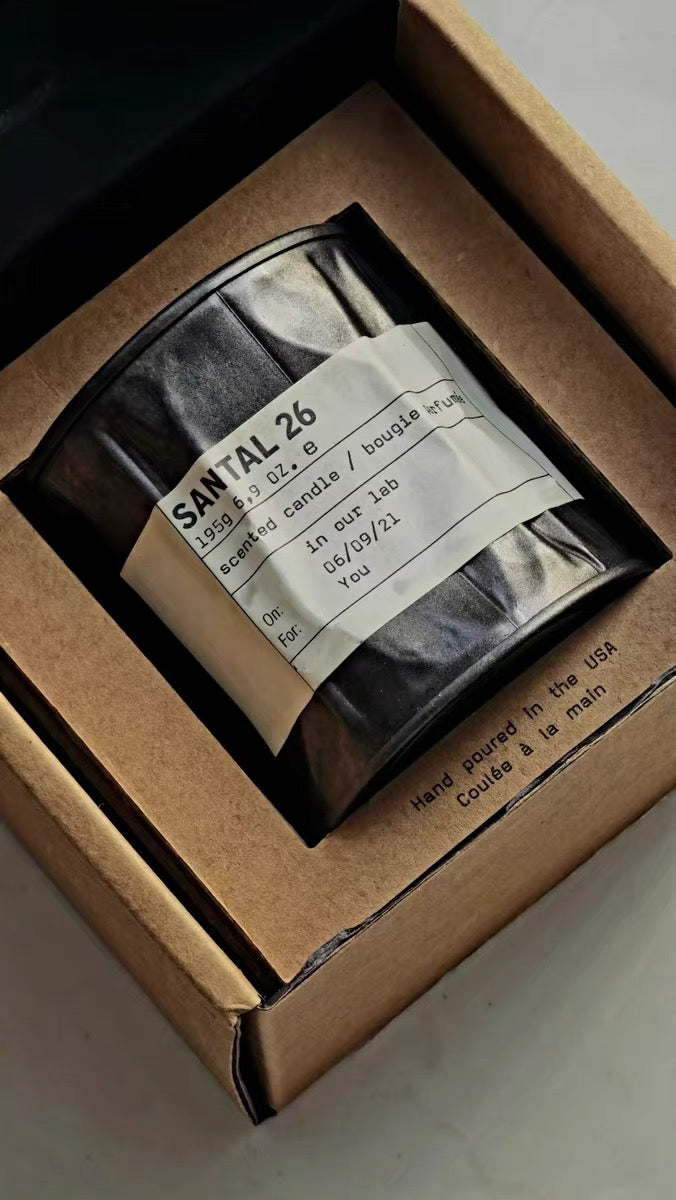 SANTAL 26
195g 6,9 OZ. e
scented candle / bougie
in our lab
On: 06/09/21
For: You
Hand poured in the USA
Coulée à la main